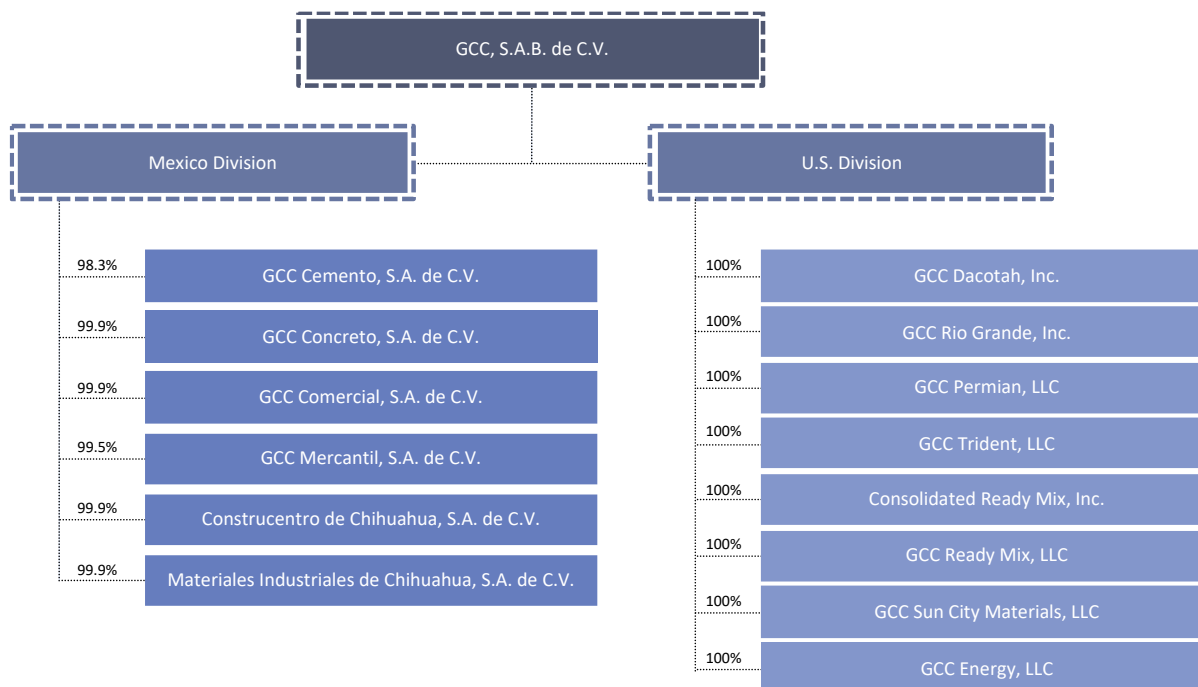 GCC, S.A.B. de C.V.
Mexico Division
U.S. Division
98.3%
GCC Cemento, S.A. de C.V.
99.9%
GCC Concreto, S.A. de C.V.
99.9%
GCC Comercial, S.A. de C.V.
99.5%
GCC Mercantil, S.A. de C.V.
99.9%
Construcentro de Chihuahua, S.A. de C.V.
99.9%
Materiales Industriales de Chihuahua, S.A. de C.V.
100%
GCC Dacotah, Inc.
100%
GCC Rio Grande, Inc.
100%
GCC Permian, LLC
100%
GCC Trident, LLC
100%
Consolidated Ready Mix, Inc.
100%
GCC Ready Mix, LLC
100%
GCC Sun City Materials, LLC
100%
GCC Energy, LLC